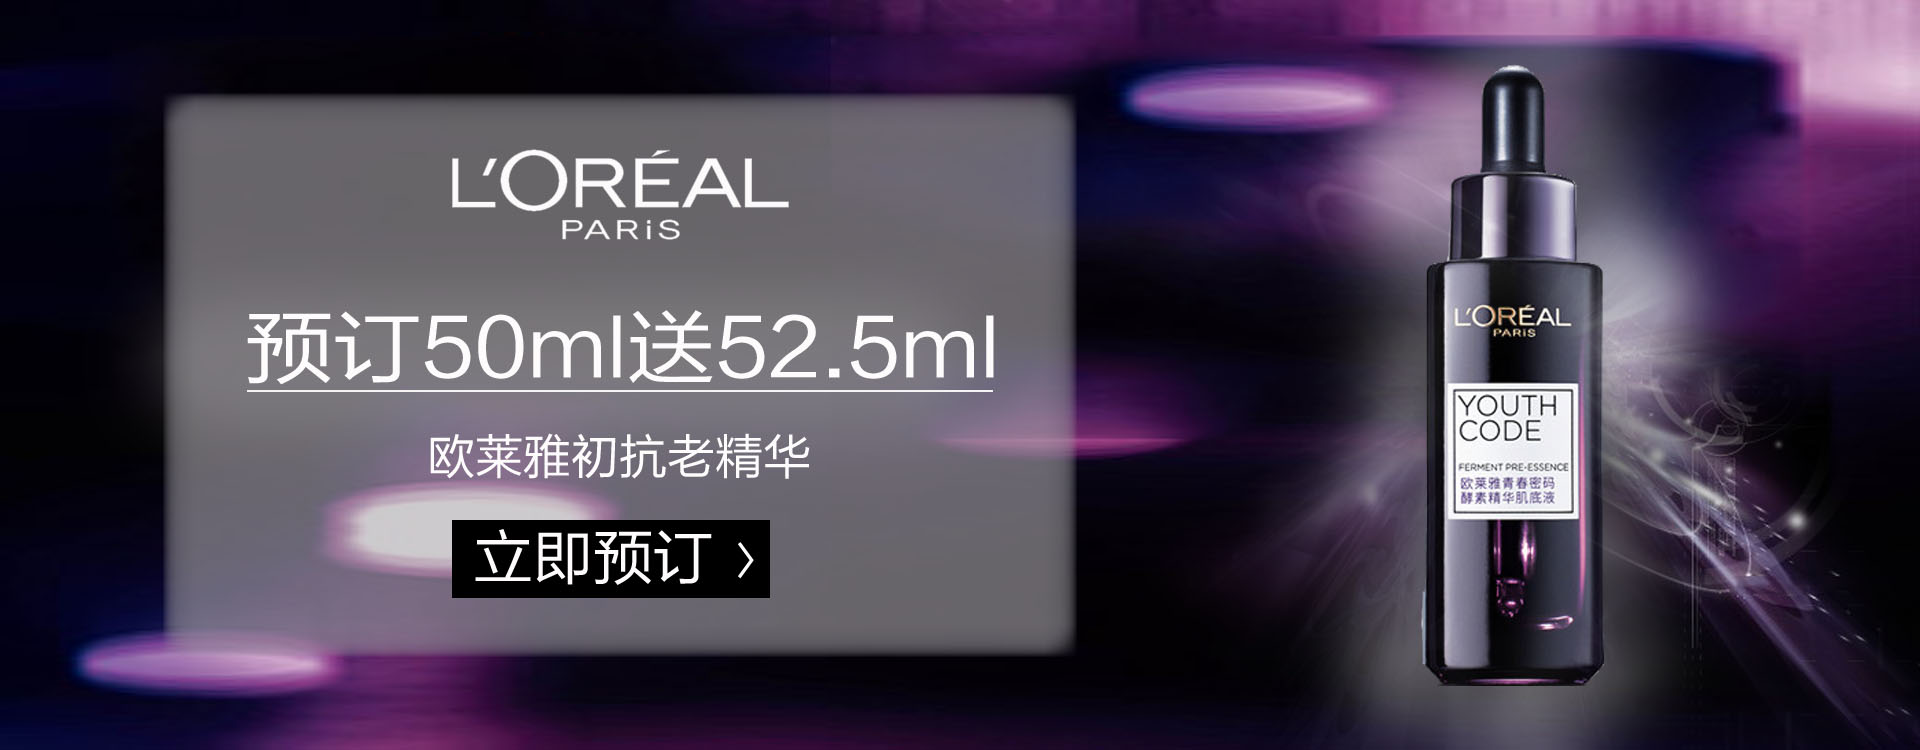 L'ORÉAL
PARiS
预订50ml送52.5ml
欧莱雅初抗老精华
立即预订 >
L'ORÉAL
PARiS
YOUTH
CODE
FERMENT PRE-ESSENCE
欧莱雅青春密码
酵素精华肌底液